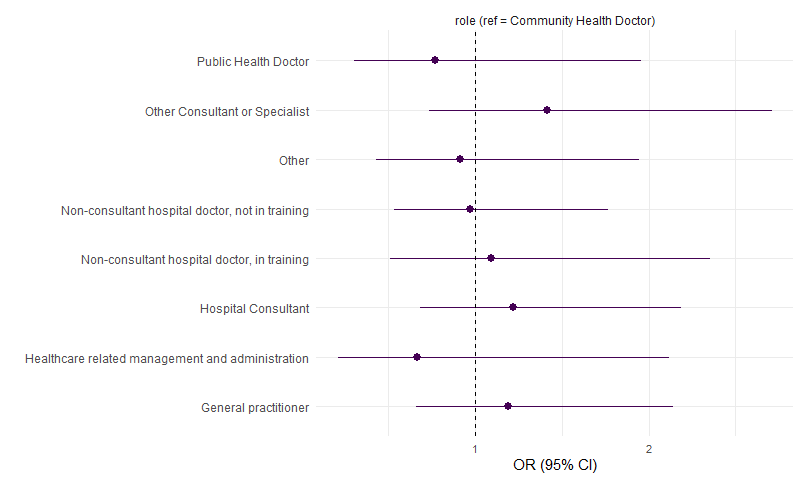 role (ref = Community Health Doctor)
Public Health Doctor
Other Consultant or Specialist
Other
Non-consultant hospital doctor, not in training
Non-consultant hospital doctor, in training
Hospital Consultant
Healthcare related management and administration
General practitioner
1 2
OR (95% CI)